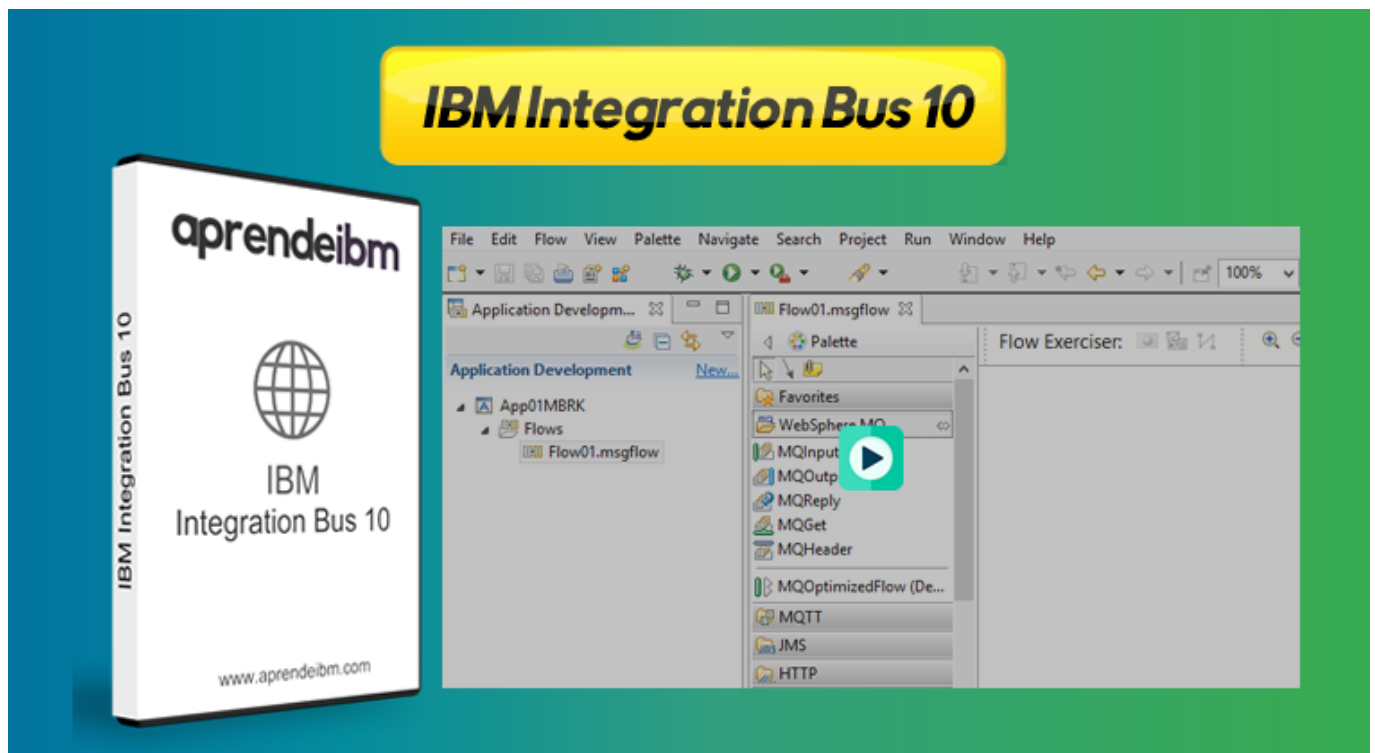 IBM Integration Bus 10
aprendeibm
IBM
Integration Bus 10
www.aprendeibm.com
IBM Integration Bus 10
File Edit Flow View Palette Navigate Search Project Run Window Help
100%
Application Developm...
Flow01.msgflow
Palette
Flow Exerciser:
Application Development New...
Favorites
App01MBRK
WebSphere MQ
Flows
MQInput
Flow01.msgflow
MQOutp
MQReply
MQGet
MQHeader
MQOptimizedFlow (De...
MQTT
JMS
HTTP